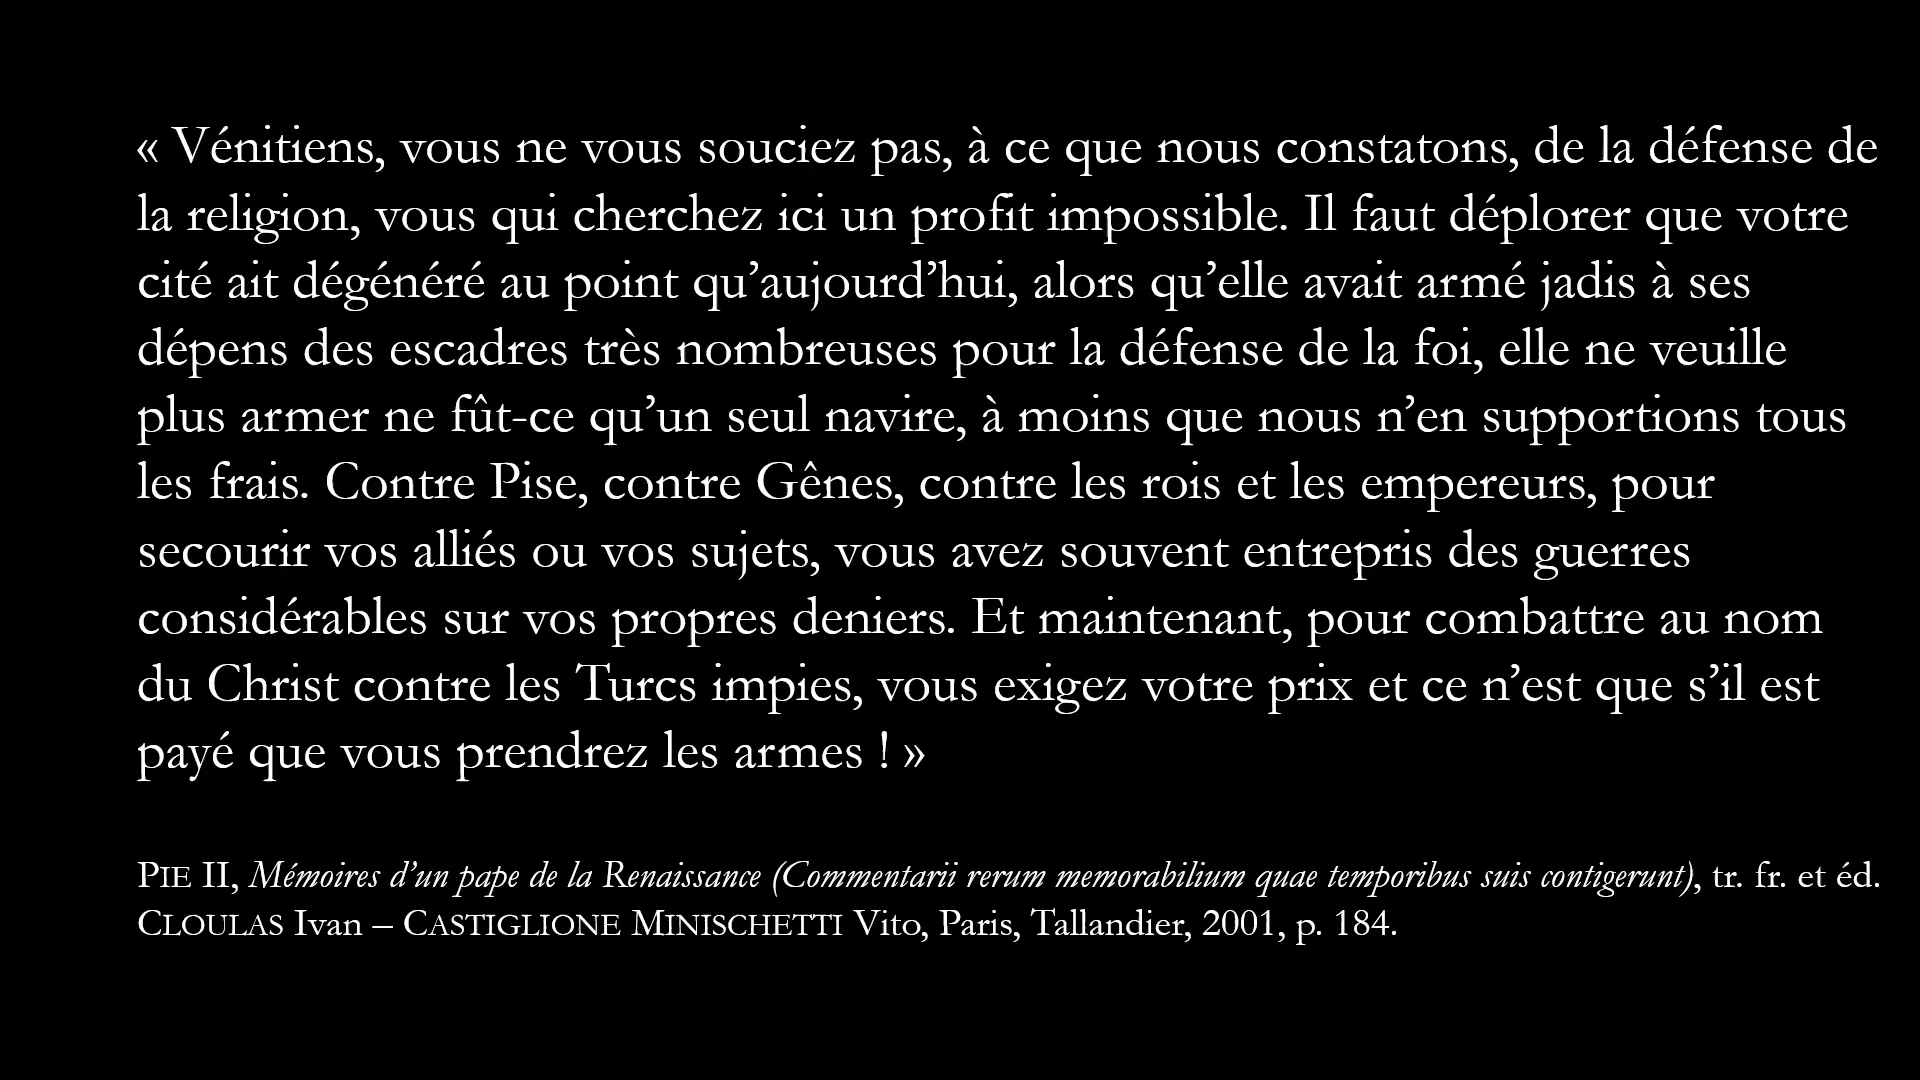 « Vénitiens, vous ne vous souciez pas, à ce que nous constatons, de la défense de
la religion, vous qui cherchez ici un profit impossible. Il faut déplorer que votre
cité ait dégénéré au point qu’aujourd’hui, alors qu’elle avait armé jadis à ses
dépens des escadres très nombreuses pour la défense de la foi, elle ne veuille
plus armer ne fût-ce qu’un seul navire, à moins que nous n’en supportions tous
les frais. Contre Pise, contre Gênes, contre les rois et les empereurs, pour
secourir vos alliés ou vos sujets, vous avez souvent entrepris des guerres
considérables sur vos propres deniers. Et maintenant, pour combattre au nom
du Christ contre les Turcs impies, vous exigez votre prix et ce n’est que s’il est
payé que vous prendrez les armes ! »
PIE II, Mémoires d’un pape de la Renaissance (Commentarii rerum memorabilium quae temporibus suis contigerunt), tr. fr. et éd.
CLOULAS Ivan – CASTIGLIONE MINISCHETTI Vito, Paris, Tallandier, 2001, p. 184.